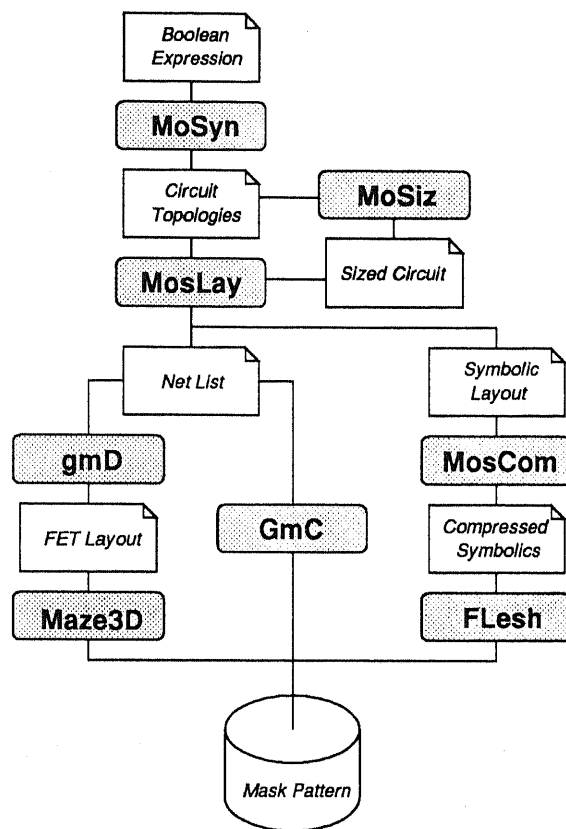 Boolean
Expression
MoSyn
Circuit
Topologies
MoSiz
MosLay
Sized Circuit
Net List
Symbolic
Layout
gmD
MosCom
FET Layout
GmC
Compressed
Symbolics
Maze3D
FLesh
Mask Pattern